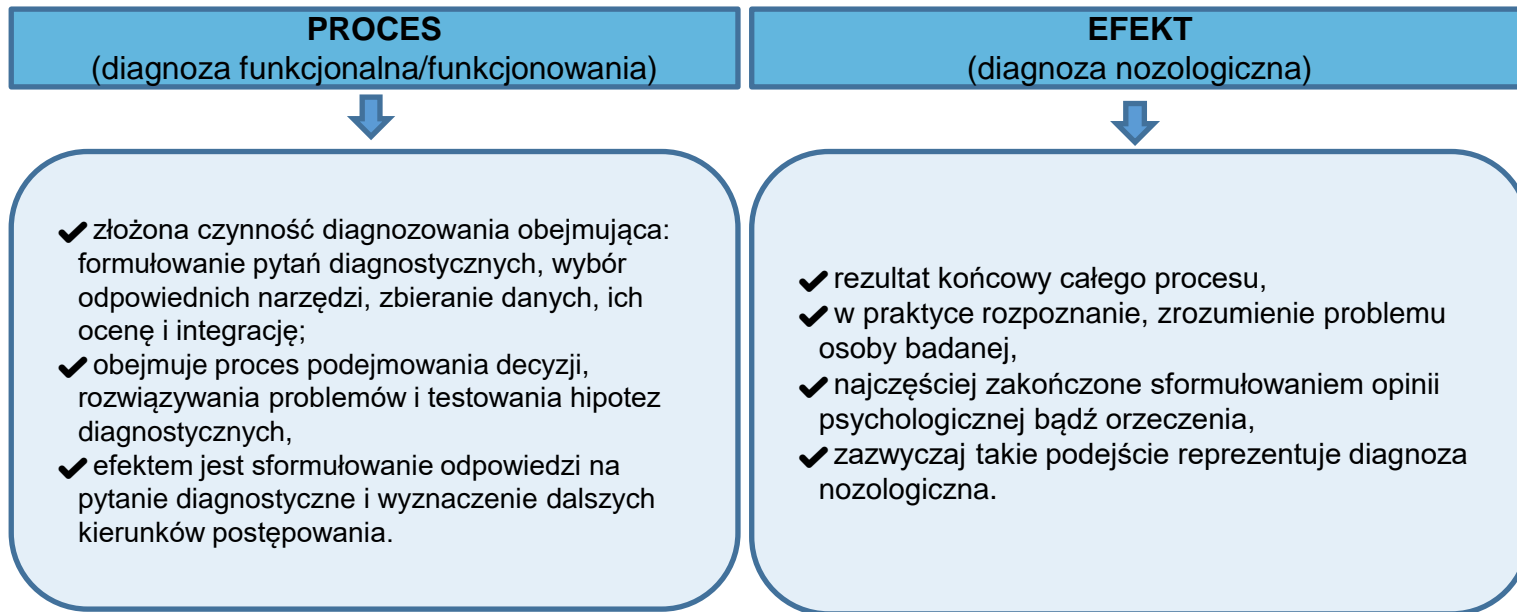 PROCES
(diagnoza funkcjonalna/funkcjonowania)
✔złożona czynność diagnozowania obejmująca:
formułowanie pytań diagnostycznych, wybór
odpowiednich narzędzi, zbieranie danych, ich
ocenę i integrację;
✔obejmuje proces podejmowania decyzji,
rozwiązywania problemów i testowania hipotez
diagnostycznych,
✔efektem jest sformułowanie odpowiedzi na
pytanie diagnostyczne i wyznaczenie dalszych
kierunków postępowania.
EFEKT
(diagnoza nozologiczna)
✔rezultat końcowy całego procesu,
✔w praktyce rozpoznanie, zrozumienie problemu
osoby badanej,
✔najczęściej zakończone sformułowaniem opinii
psychologicznej bądź orzeczenia,
✔zazwyczaj takie podejście reprezentuje diagnoza
nozologiczna.